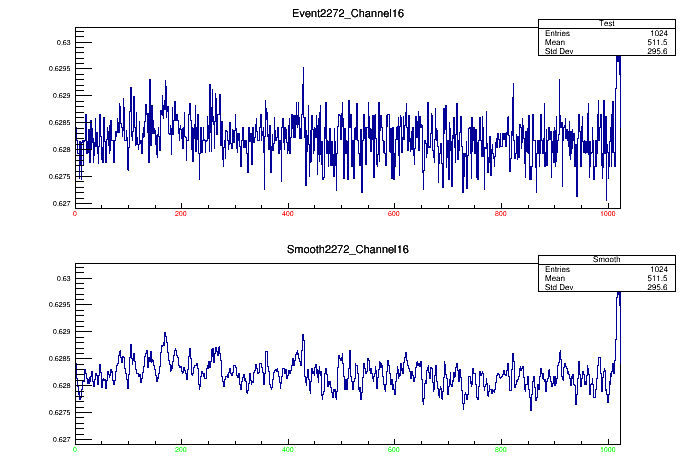 Event2272_Channel16
Test
Entries 1024
Mean 511.5
Std Dev 295.6
0.63
0.6295
0.629
0.6285
0.628
0.6275
0.627
0 200 400 600 800 1000
Smooth2272_Channel16
Smooth
Entries 1024
Mean 511.5
Std Dev 295.6
0.63
0.6295
0.629
0.6285
0.628
0.6275
0.627
0 200 400 600 800 1000